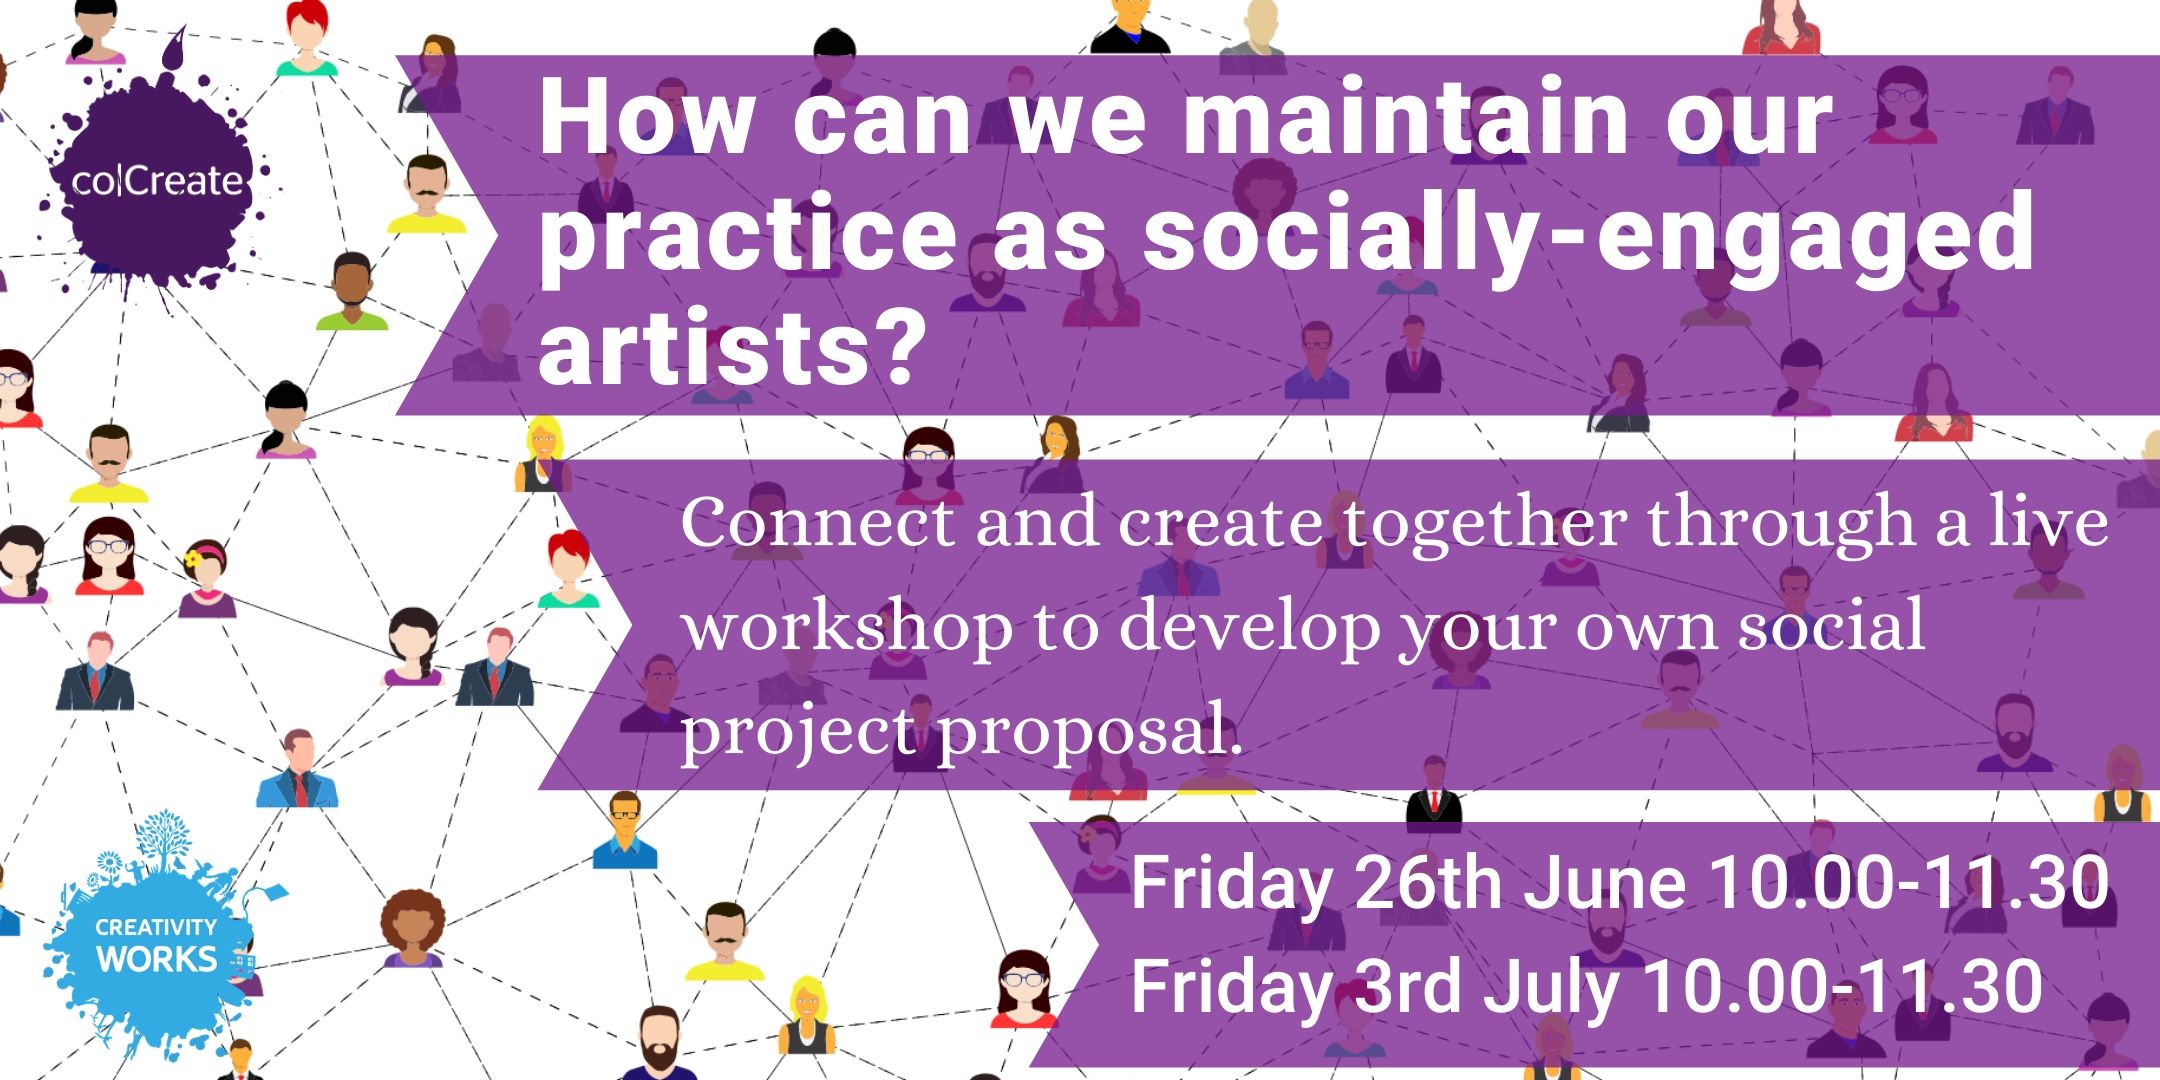 co|Create
How can we maintain our
practice as socially-engaged
artists?
Connect and create together through a live
workshop to develop your own social
project proposal.
CREATIVITY
WORKS
Friday 26th June 10.00-11.30
Friday 3rd July 10.00-11.30